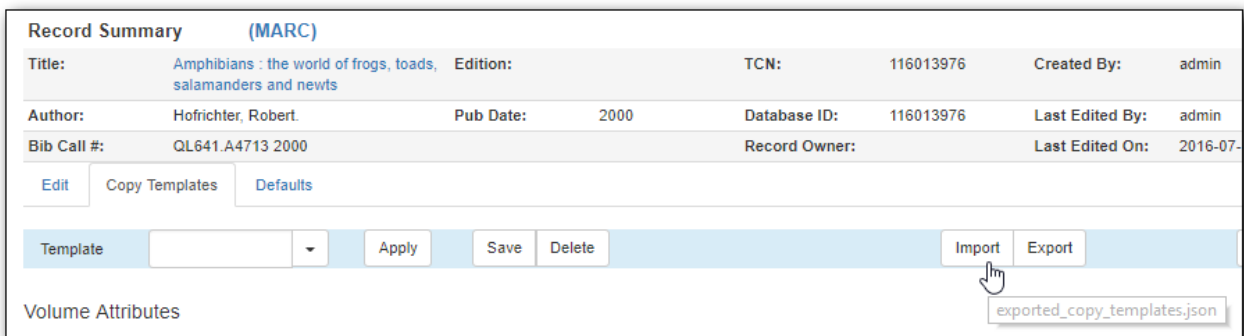 Record Summary (MARC)
Title: Amphibians : the world of frogs, toads, Edition: TCN: 116013976 Created By: admin
salamanders and newts
Author: Hofrichter, Robert. Pub Date: 2000 Database ID: 116013976 Last Edited By: admin
Bib Call #: QL641.A4713 2000 Record Owner: Last Edited On: 2016-07-
Edit Copy Templates Defaults
Template Apply Save Delete Import Export
Volume Attributes
exported_copy_templates.json